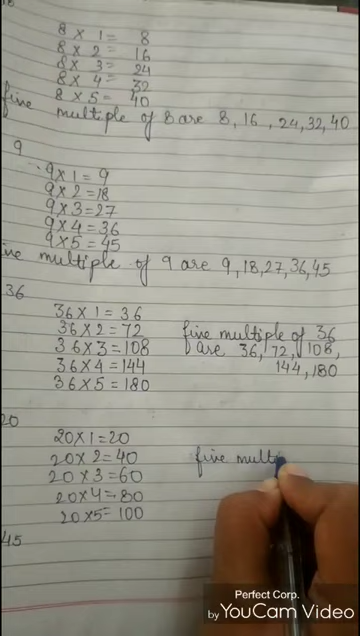 8 × 1 = 8
8 × 2 = 16
8 × 3 = 24
8 × 4 = 32
8 × 5 = 40
five multiple of 8 are 8, 16, 24, 32, 40
9
9×1 = 9
9×2 = 18
9×3 = 27
9×4 = 36
9×5 = 45
ive multiple of 9 are 9, 18, 27, 36, 45
36
36×1 = 36
36×2 = 72
36×3 = 108
36×4 = 144
36×5 = 180
five multiple of 36
are 36, 72, 108,
144, 180
20
20×1 = 20
20×2 = 40
20×3 = 60
20×4 = 80
20×5 = 100
five multi
45
Perfect Corp.
by YouCam Video